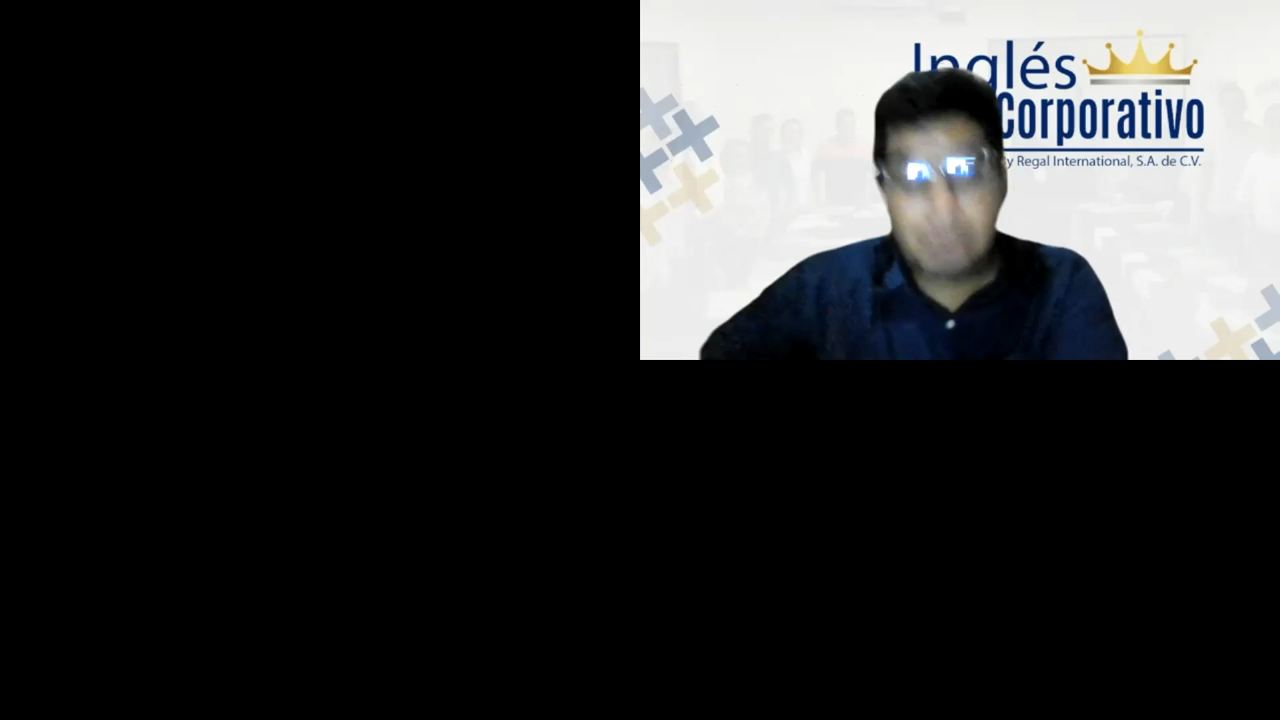 Inglés
Corporativo
y Regal International, S.A. de C.V.